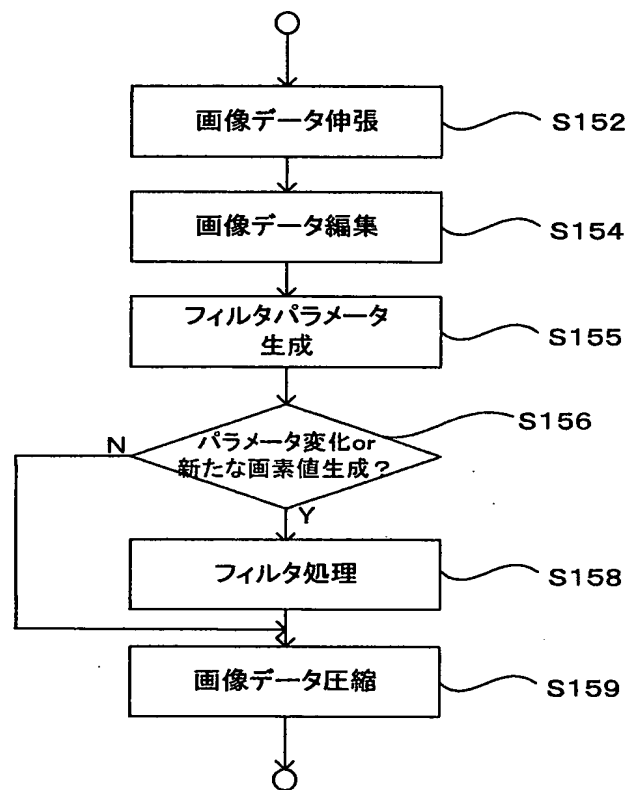 画像データ伸張
S152
画像データ編集
S154
フィルタパラメータ
生成
S155
パラメータ変化or
新たな画素値生成？
S156
N
Y
フィルタ処理
S158
画像データ圧縮
S159